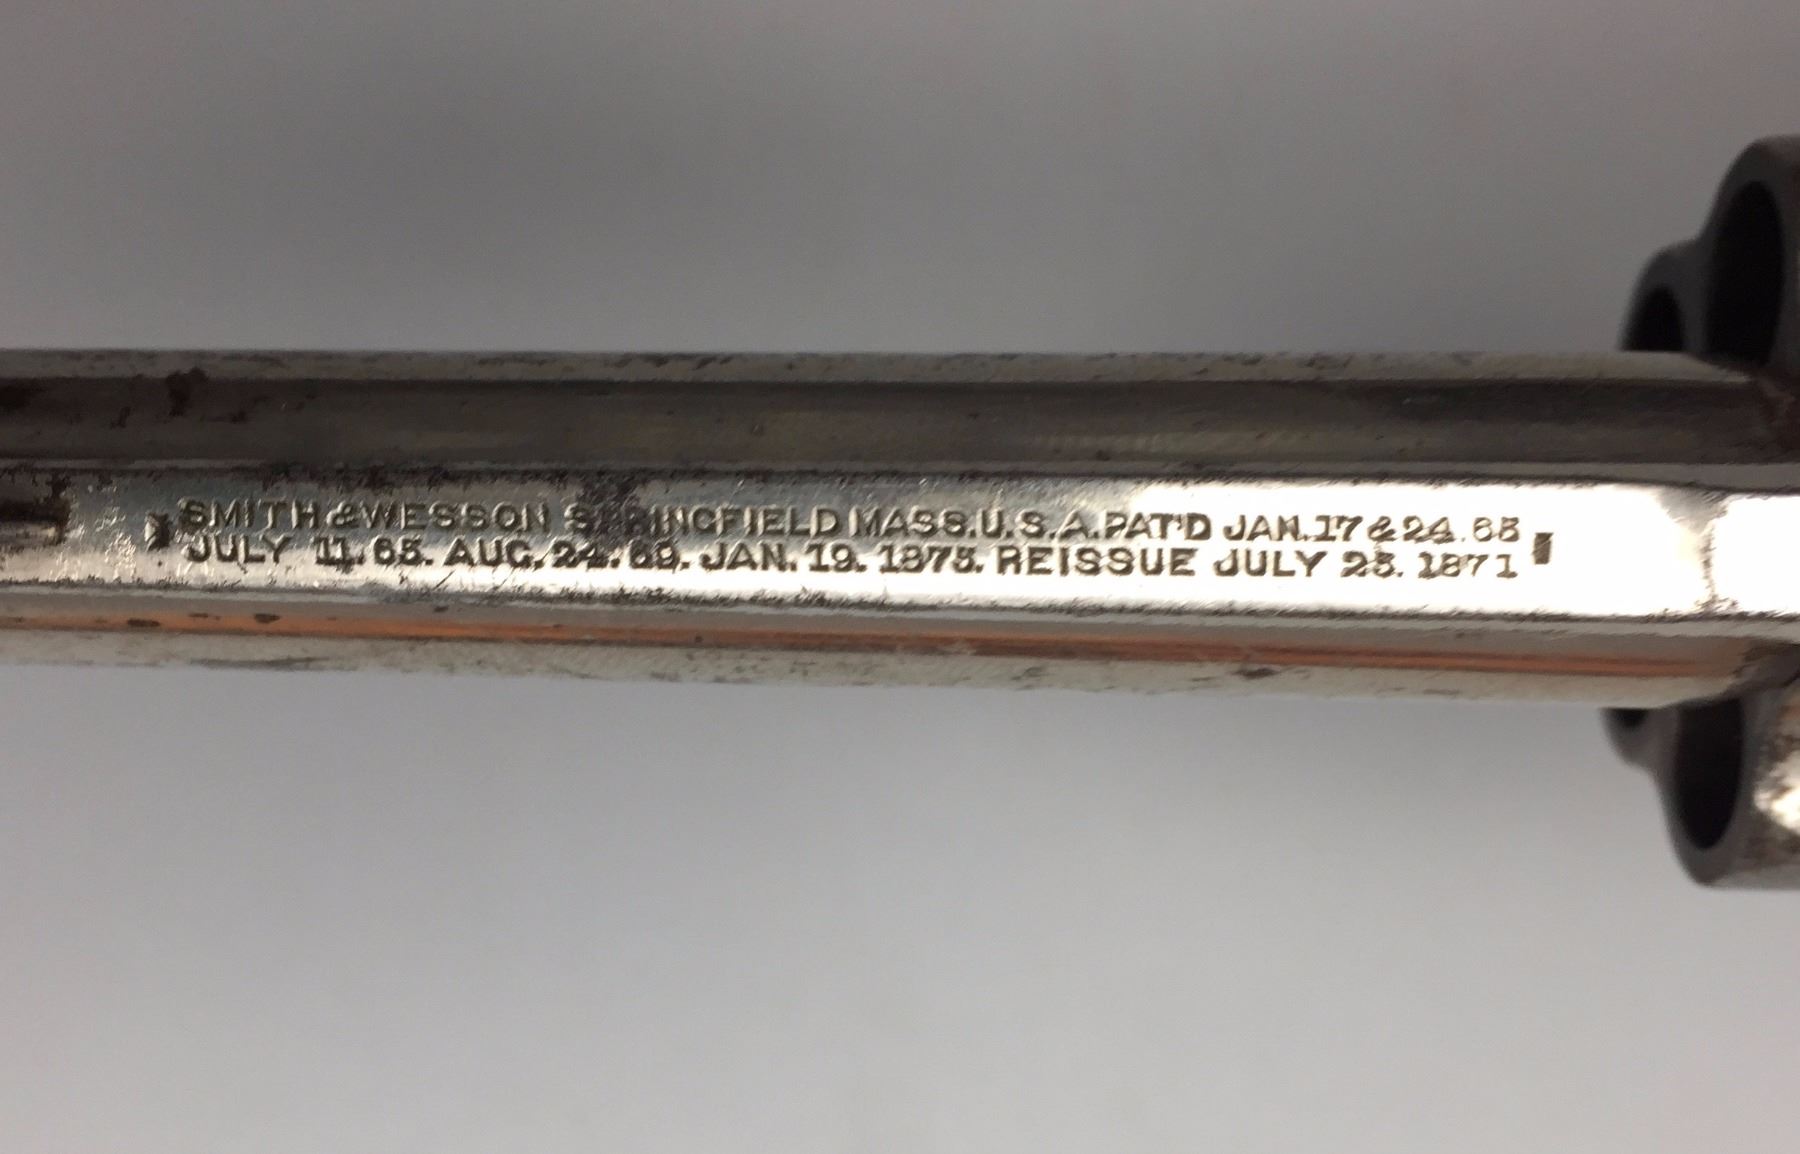 SMITH & WESSON SPRINGFIELD MASS. U.S.A. PAT'D JAN. 17 & 24. 65
JULY 11. 65. AUG. 24. 69. JAN. 19. 1875. REISSUE JULY 25. 1871